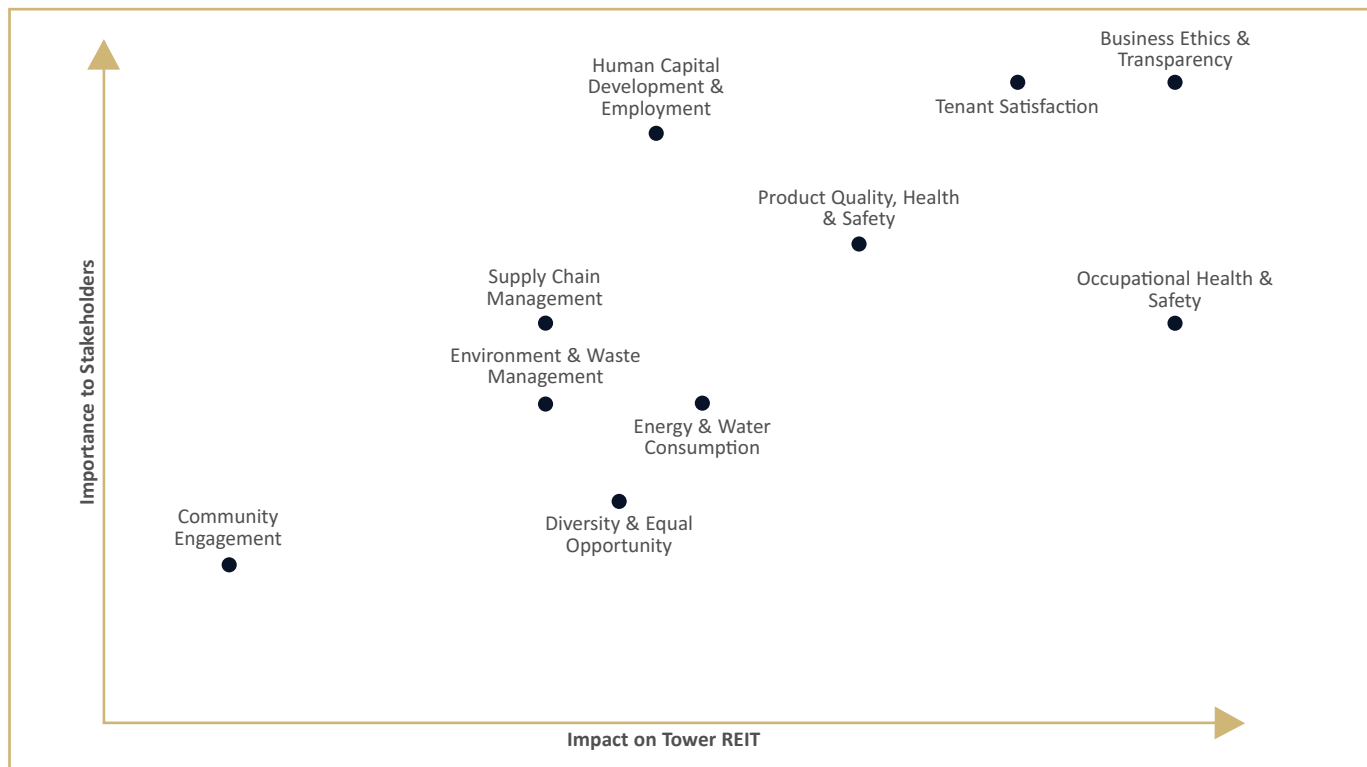 Business Ethics &
Transparency
Human Capital
Development &
Employment
Tenant Satisfaction
Product Quality, Health
& Safety
Supply Chain
Management
Occupational Health &
Safety
Environment & Waste
Management
Energy & Water
Consumption
Community
Engagement
Diversity & Equal
Opportunity
Importance to Stakeholders
Impact on Tower REIT